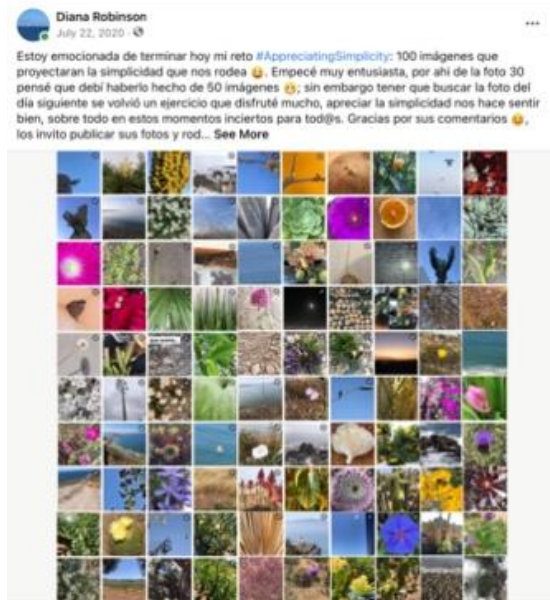 Diana Robinson
July 22, 2020 ·
Estoy emocionada de terminar hoy mi reto #AppreciatingSimplicity: 100 imágenes que
proyectaran la simplicidad que nos rodea 😄. Empecé muy entusiasta, por ahi de la foto 30
pensé que debí haberlo hecho de 50 imágenes 😬; sin embargo tener que buscar la foto del
día siguiente se volvió un ejercicio que disfruté mucho, apreciar la simplicidad nos hace sentir
bien, sobre todo en estos momentos inciertos para tod@s. Gracias por sus comentarios 😄,
los invito publicar sus fotos y rod... See More